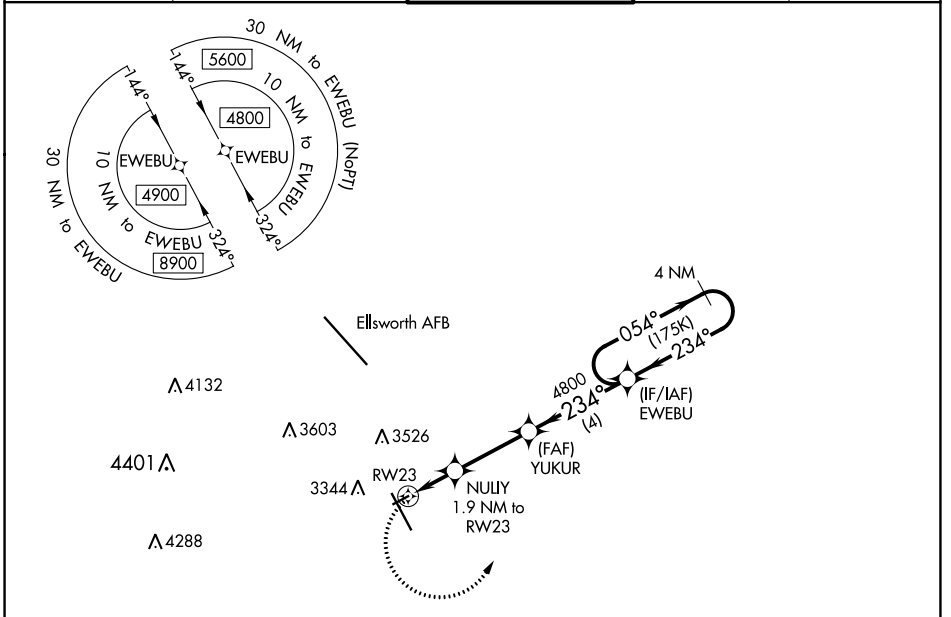 30 NM to EWEBU (NoPT)
5600
144°
10 NM to EWEBU
4800
EWEBU
324°
144°
EWEBU
4900
10 NM to EWEBU
324°
8900
30 NM to EWEBU
4 NM
Ellsworth AFB
054°
(175K)
234°
4132
4800
234°
(4)
(IF/IAF)
EWEBU
3603
3526
(FAF)
YUKUR
4401
RW23
3344
NULIY
1.9 NM to
RW23
4288